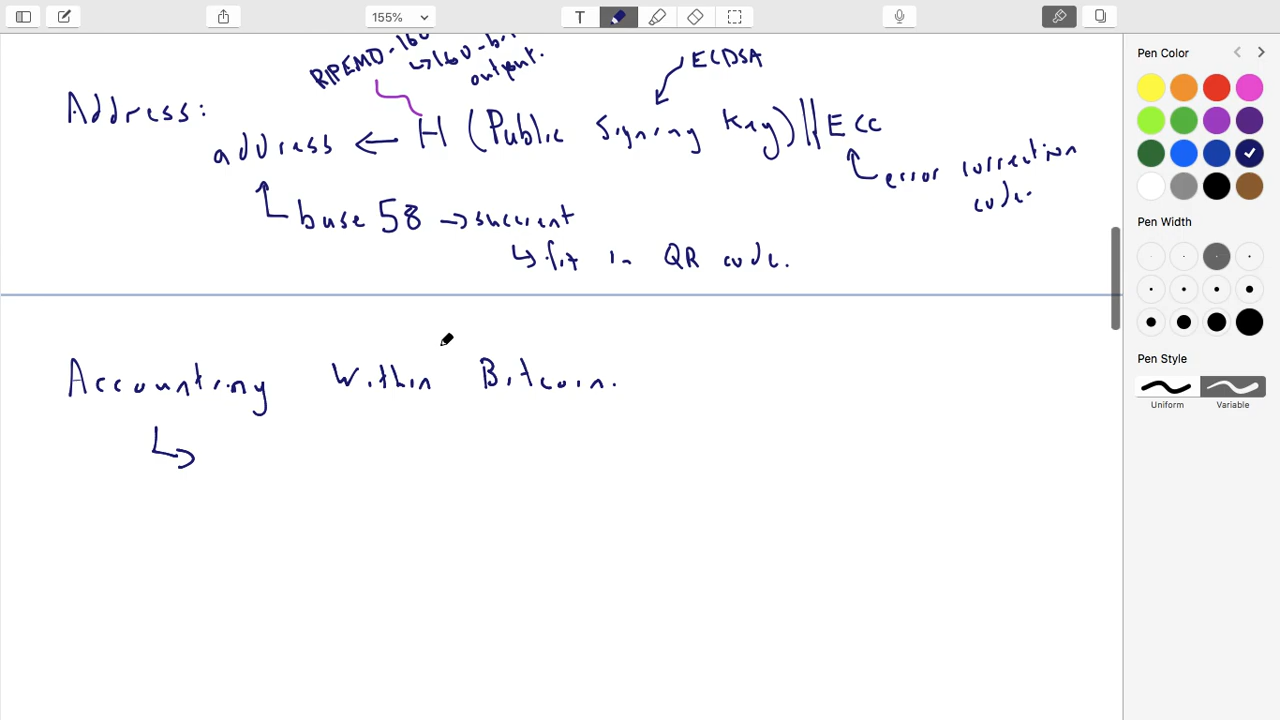 155%
T
Pen Color
RIPEMD-160
↳160-bit
output.
ECDSA
Address:
address ← H (Public Signing Key)||ECC
error correction
code.
base 58 → succient
↳ fit in QR code.
Pen Width
Pen Style
Uniform Variable
Accounting Within Bitcoin.
↳